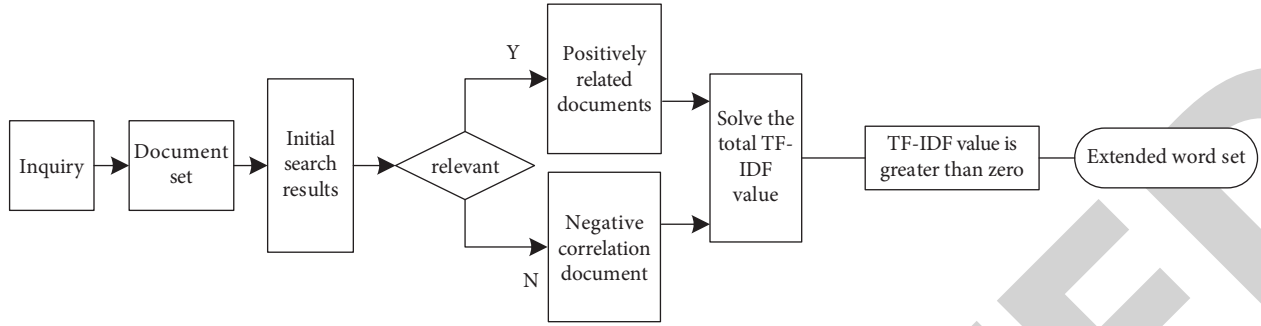 Inquiry
Document
set
Initial
search
results
relevant
Y
Positively
related
documents
N
Negative
correlation
document
Solve the
total TF-
IDF
value
TF-IDF value is
greater than zero
Extended word set